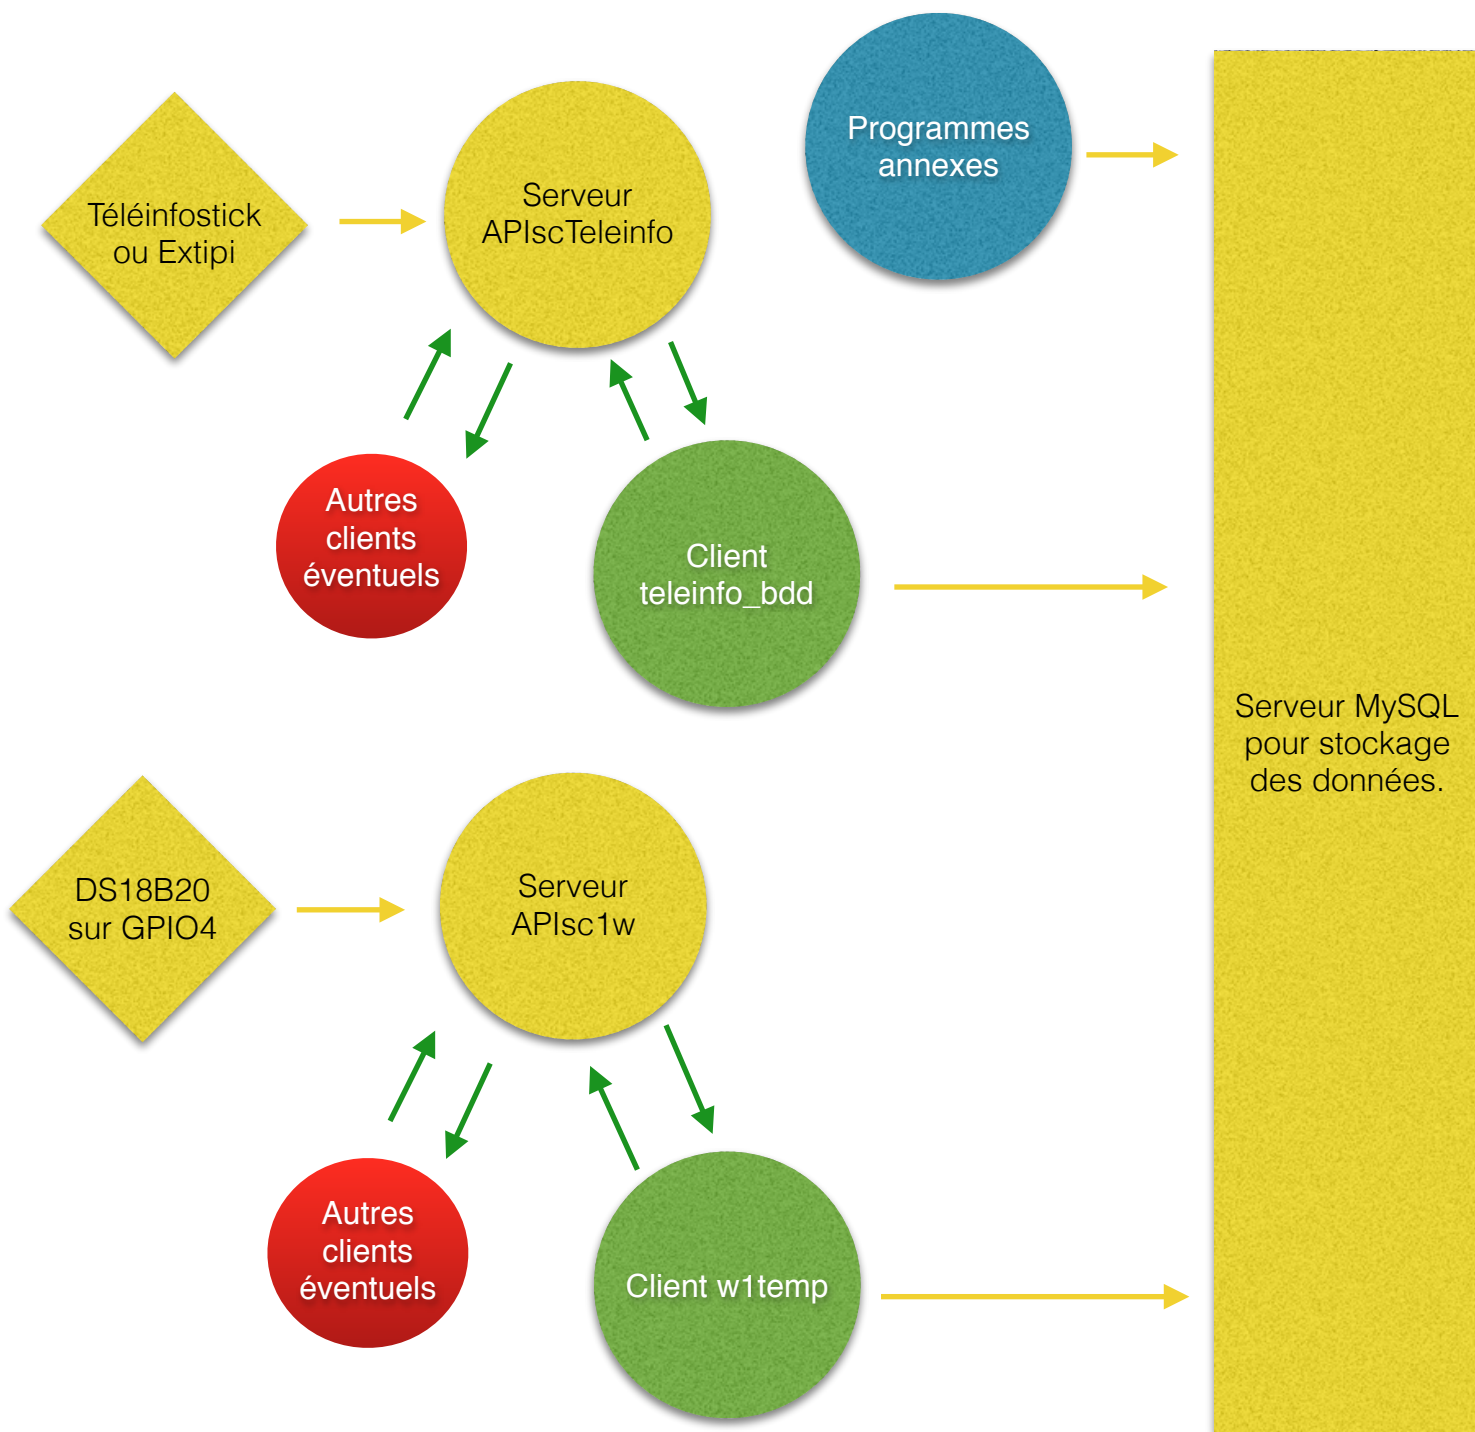 Programmes
annexes
Téléinfostick
ou Extipi
Serveur
APIscTeleinfo
Autres
clients
éventuels
Client
teleinfo_bdd
Serveur MySQL
pour stockage
des données.
DS18B20
sur GPIO4
Serveur
APIsc1w
Autres
clients
éventuels
Client w1temp